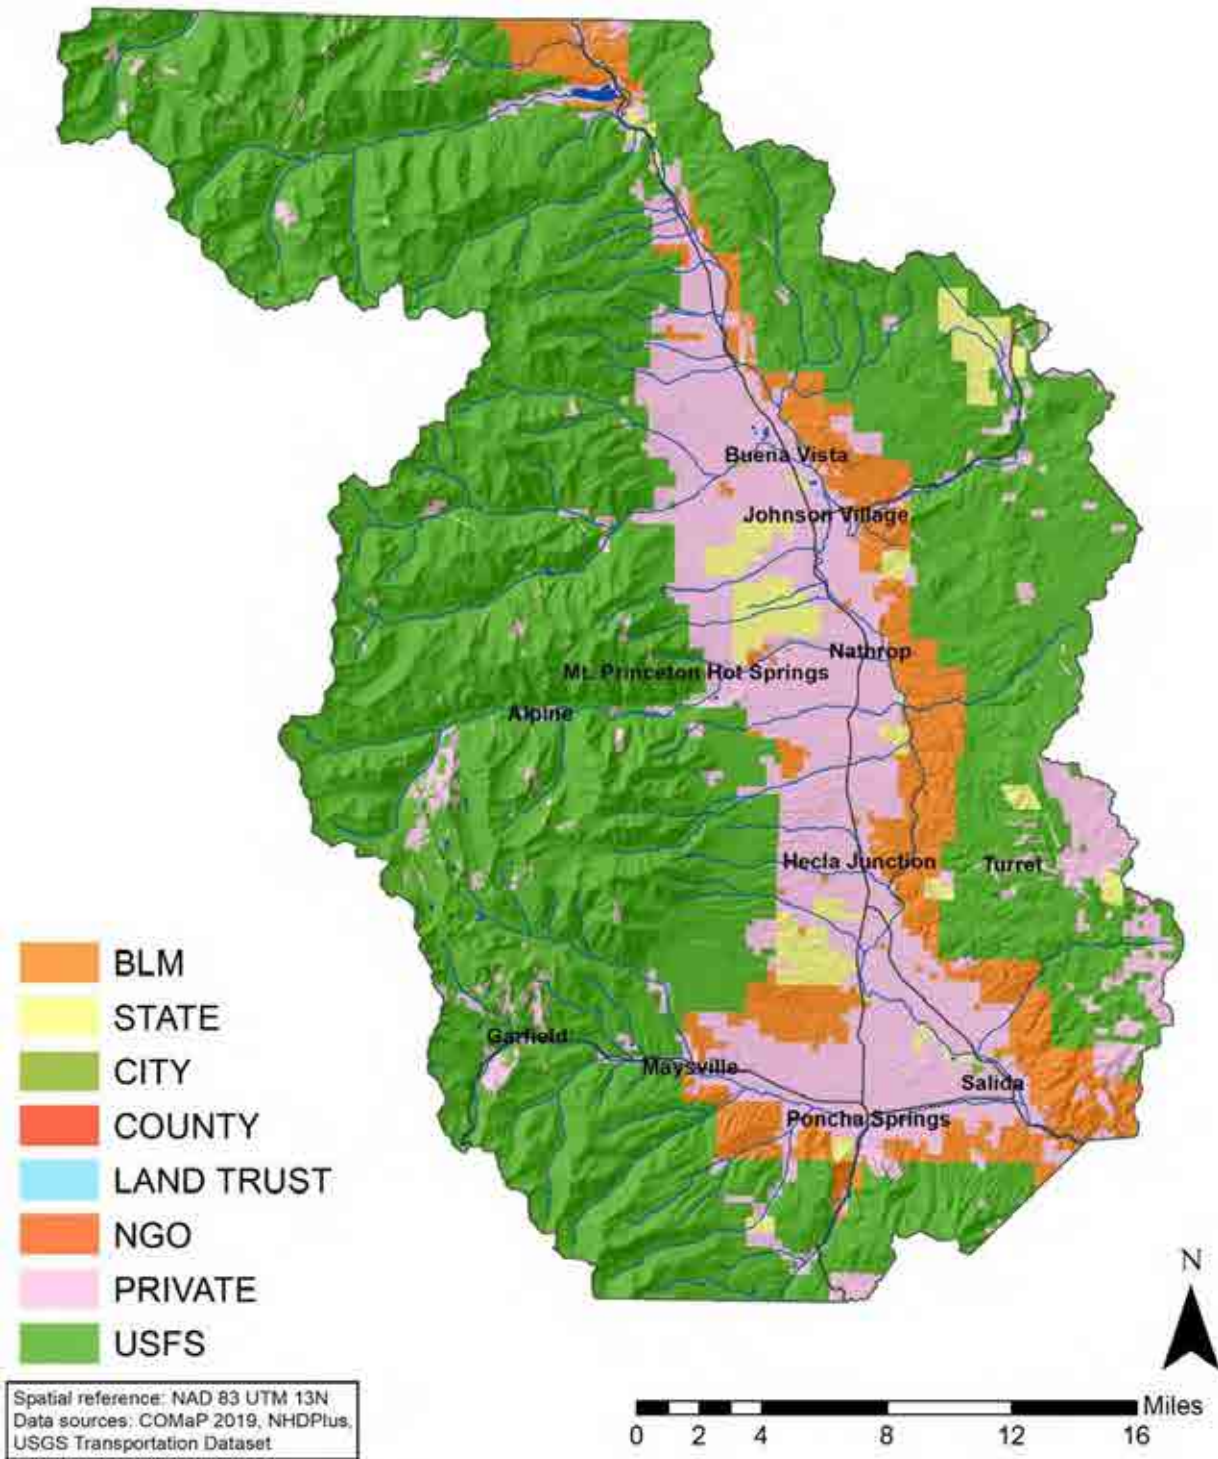 Buena Vista
Johnson Village
Nathrop
Mt. Princeton Hot Springs
Alpine
Hecla Junction
Turret
Garfield
Maysville
Salida
Poncha Springs
BLM
STATE
CITY
COUNTY
LAND TRUST
NGO
PRIVATE
USFS
Spatial reference: NAD 83 UTM 13N
Data sources: COMaP 2019, NHDPlus,
USGS Transportation Dataset
N
Miles
0 2 4 8 12 16